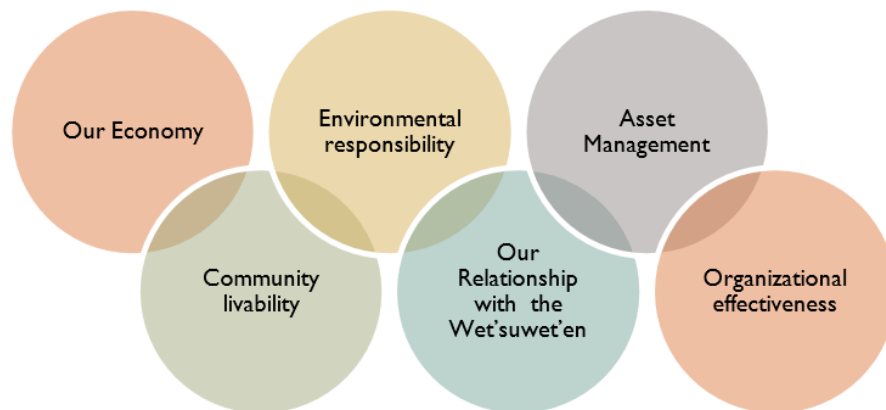 Our Economy
Community
livability
Environmental
responsibility
Our
Relationship
with the
Wet'suwet'en
Asset
Management
Organizational
effectiveness